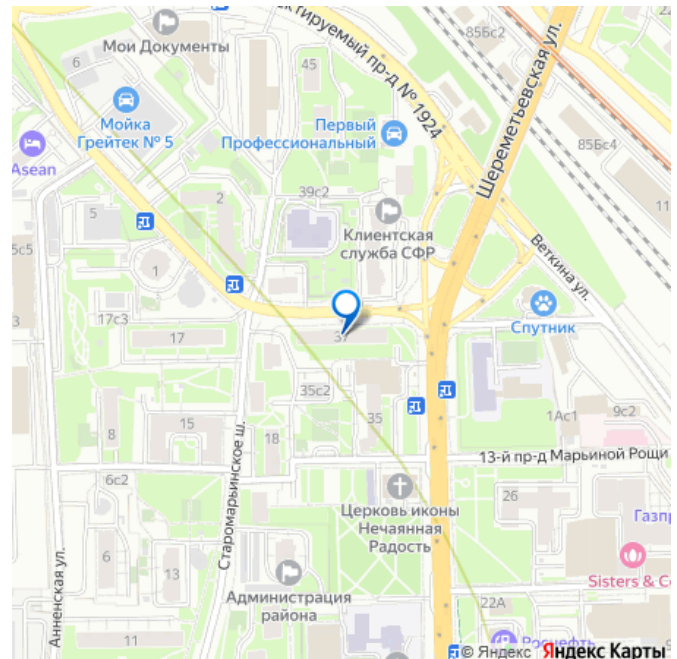 ектируемый пр-д № 1924
85Бс2
Мои Документы
6
45
Шереметьевская ул.
Мойка
Грейтек № 5
Первый
Профессиональный
85Бс4
Asean
39с2
2
11
5
Клиентская
служба СФР
Веткина ул.
5с5
1
17с3
Спутник
17
37
35с2
35
1Ас1
9с2
8
15
18
Старомарьинское ш.
13-й пр-д Марьиной Рощи
6с2
26
Церковь иконы
Нечаянная
Радость
Газп
Анненская ул.
6
13
Sisters & Co
Администрация
района
22А
11
Роснефть
© Яндекс Яндекс Карты